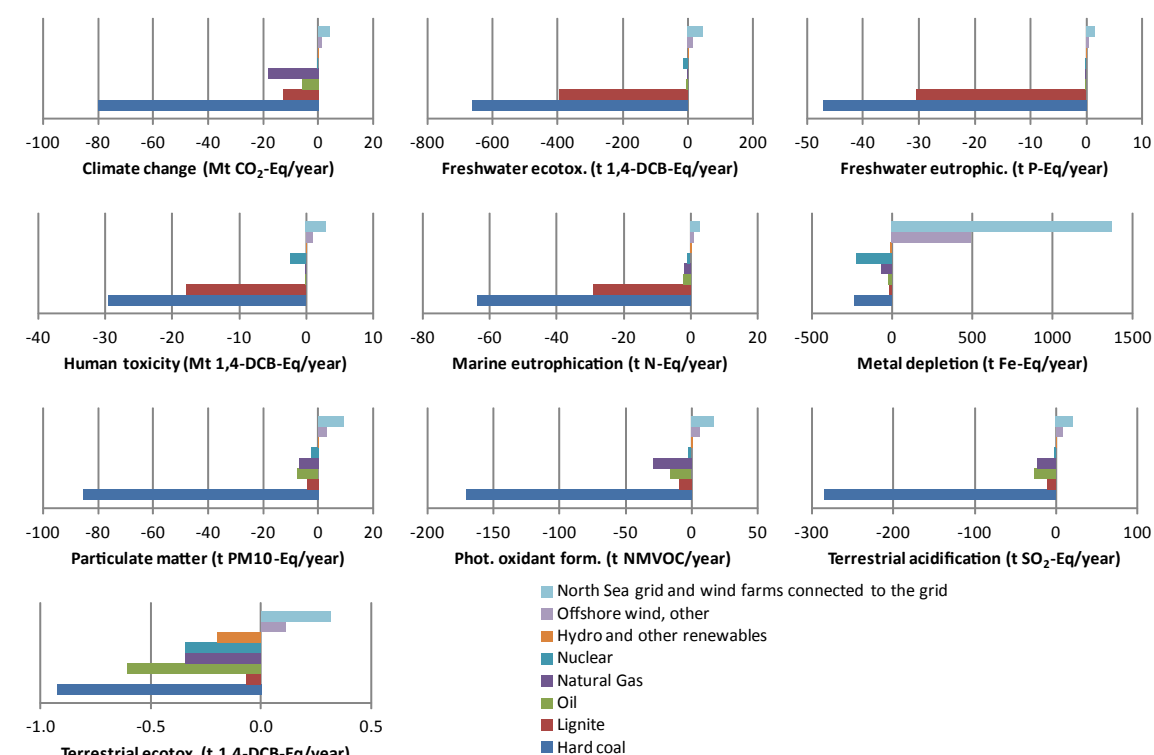 -100 -80 -60 -40 -20 0 20
Climate change (Mt CO₂-Eq/year)
-800 -600 -400 -200 0 200
Freshwater ecotox. (t 1,4-DCB-Eq/year)
-50 -40 -30 -20 -10 0 10
Freshwater eutrophic. (t P-Eq/year)
-40 -30 -20 -10 0 10
Human toxicity (Mt 1,4-DCB-Eq/year)
-80 -60 -40 -20 0 20
Marine eutrophication (t N-Eq/year)
-500 0 500 1000 1500
Metal depletion (t Fe-Eq/year)
-100 -80 -60 -40 -20 0 20
Particulate matter (t PM10-Eq/year)
-200 -150 -100 -50 0 50
Phot. oxidant form. (t NMVOC/year)
-300 -200 -100 0 100
Terrestrial acidification (t SO₂-Eq/year)
-1.0 -0.5 0.0 0.5
Terrestrial ecotox. (t 1,4-DCB-Eq/year)
North Sea grid and wind farms connected to the grid
Offshore wind, other
Hydro and other renewables
Nuclear
Natural Gas
Oil
Lignite
Hard coal